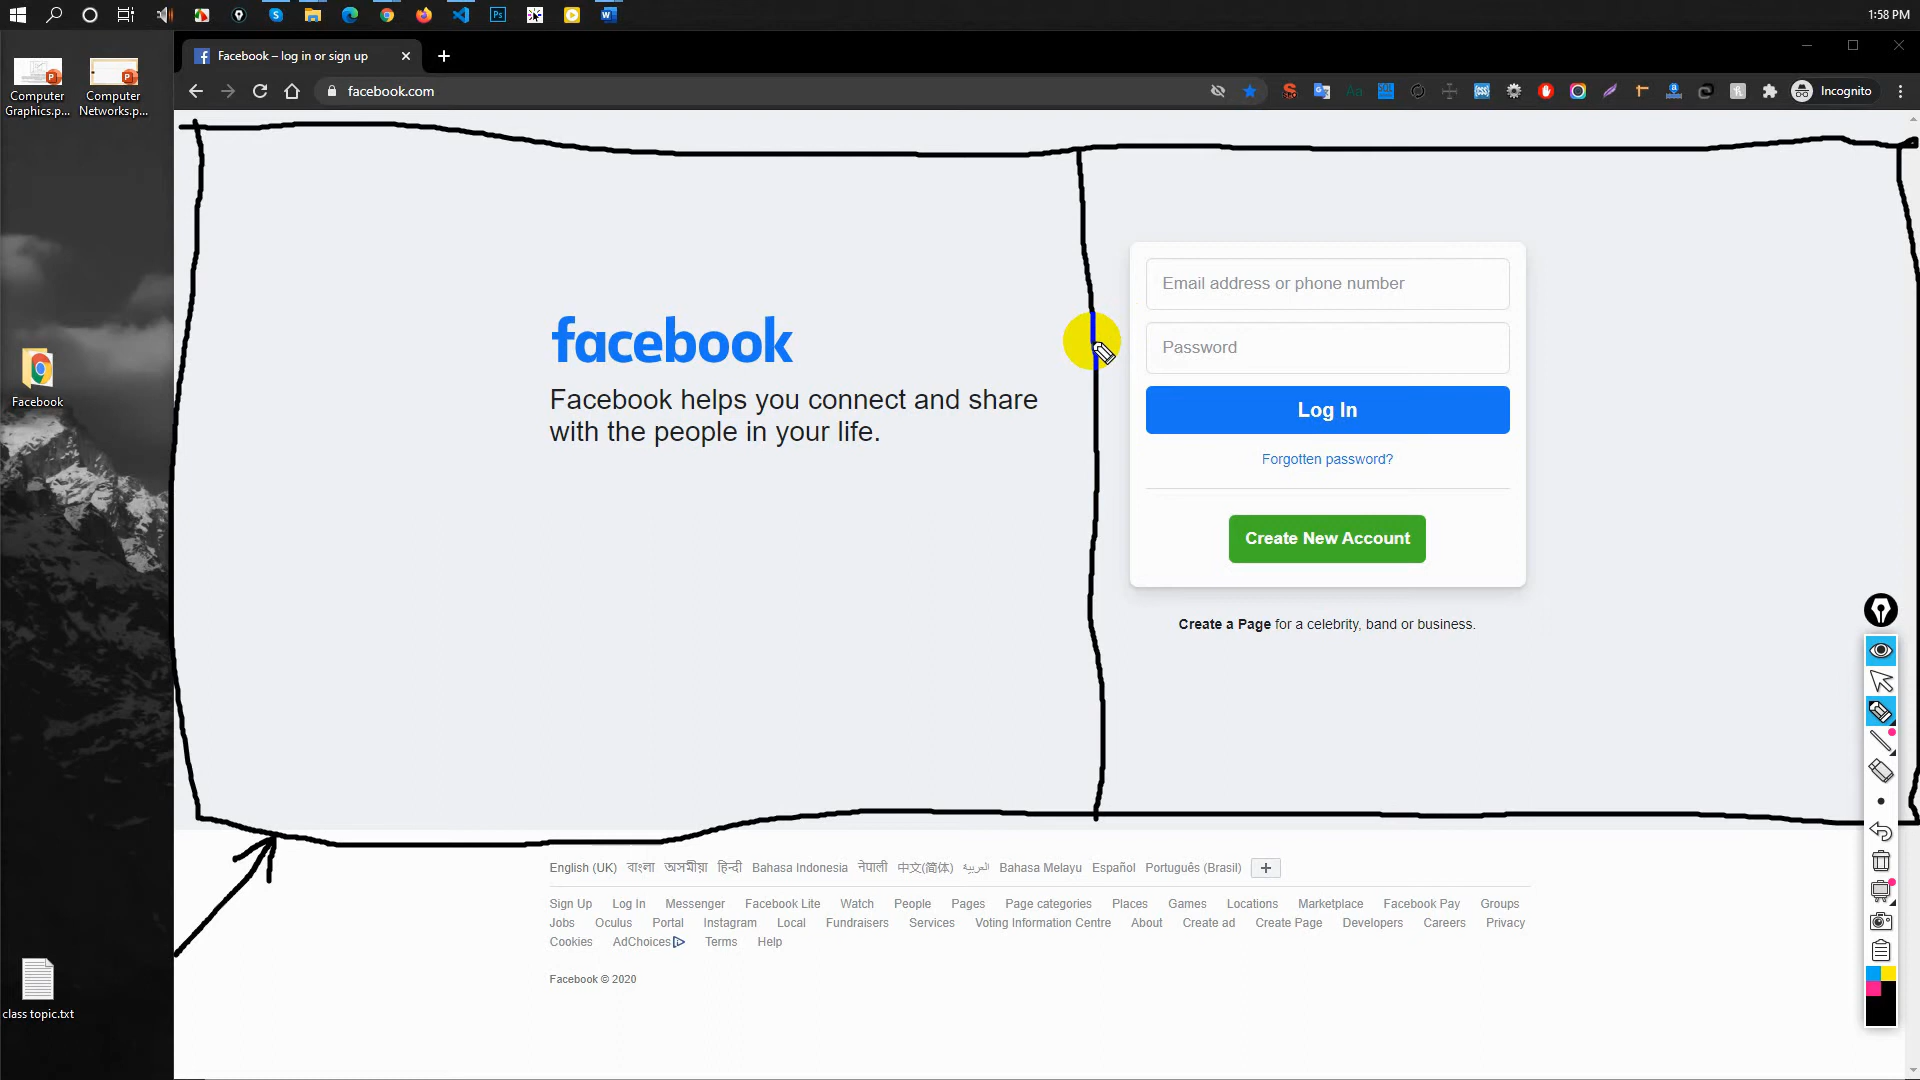 1:58 PM
Facebook – log in or sign up
facebook.com
Incognito
Computer Graphics.p...
Computer Networks.p...
Facebook
class topic.txt
facebook
Facebook helps you connect and share
with the people in your life.
Email address or phone number
Password
Log In
Forgotten password?
Create New Account
Create a Page for a celebrity, band or business.
English (UK) বাংলা অসমীয়া हिन्दी Bahasa Indonesia नेपाली 中文(简体) العربية Bahasa Melayu Español Português (Brasil) +
Sign Up Log In Messenger Facebook Lite Watch People Pages Page categories Places Games Locations Marketplace Facebook Pay Groups
Jobs Oculus Portal Instagram Local Fundraisers Services Voting Information Centre About Create ad Create Page Developers Careers Privacy
Cookies AdChoices Terms Help
Facebook © 2020